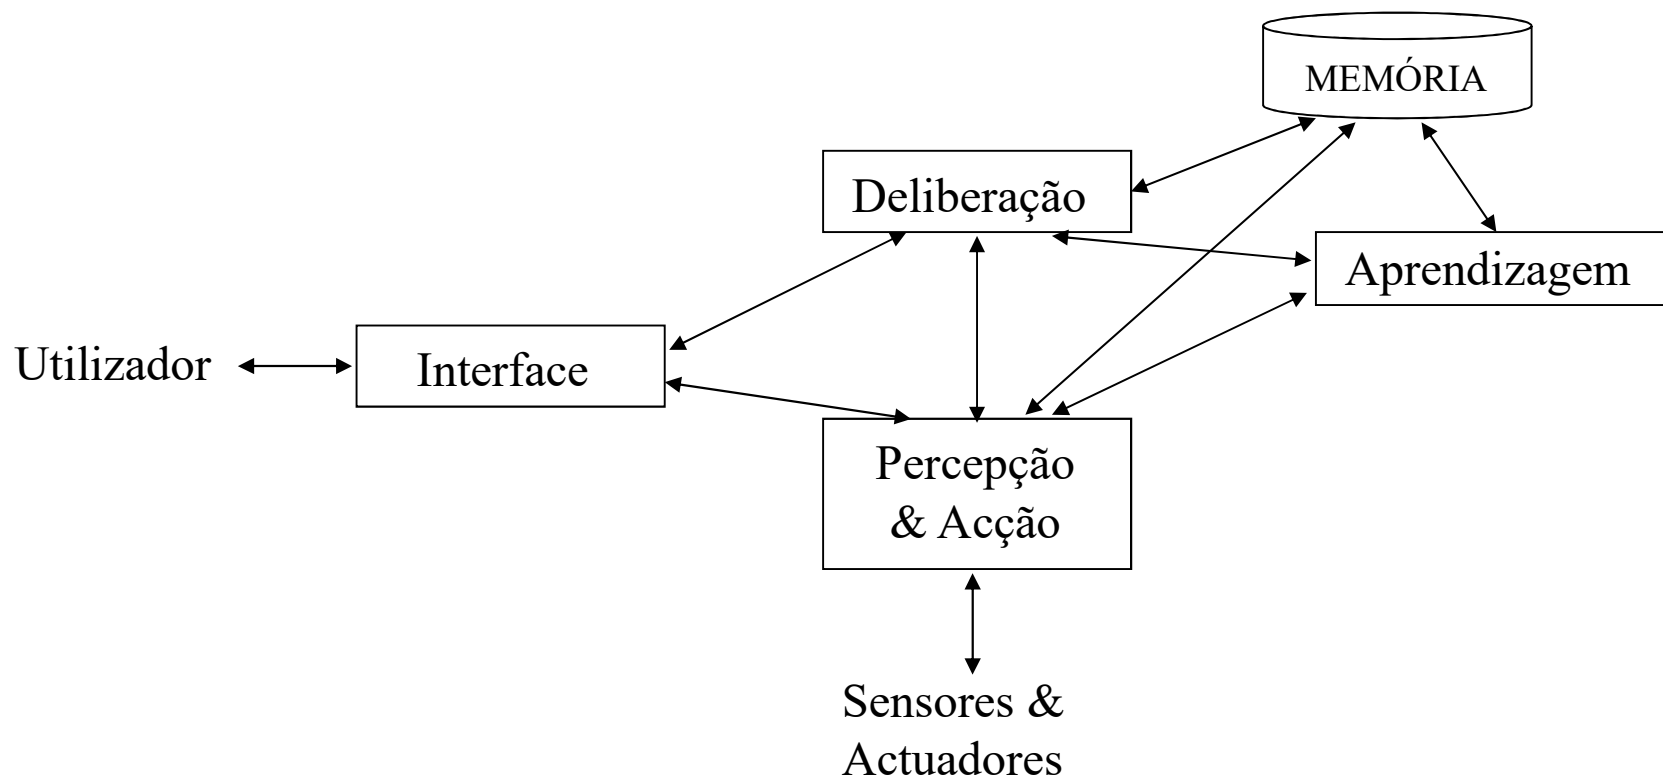 MEMÓRIA
Deliberação
Aprendizagem
Utilizador
Interface
Percepção
& Acção
Sensores &
Actuadores